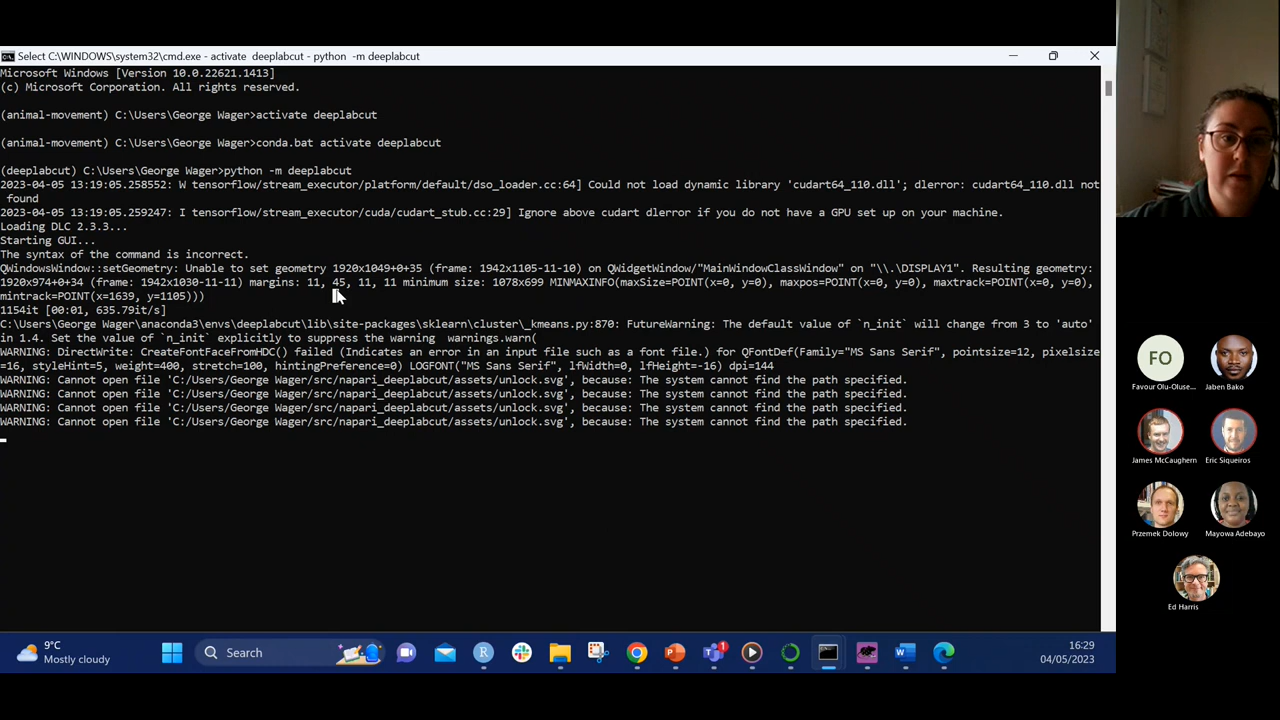 Select C:\WINDOWS\system32\cmd.exe - activate  deeplabcut - python  -m deeplabcut
Microsoft Windows [Version 10.0.22621.1413]
(c) Microsoft Corporation. All rights reserved.
(animal-movement) C:\Users\George Wager>activate deeplabcut
(animal-movement) C:\Users\George Wager>conda.bat activate deeplabcut
(deeplabcut) C:\Users\George Wager>python -m deeplabcut
2023-04-05 13:19:05.258552: W tensorflow/stream_executor/platform/default/dso_loader.cc:64] Could not load dynamic library 'cudart64_110.dll'; dlerror: cudart64_110.dll not
found
2023-04-05 13:19:05.259247: I tensorflow/stream_executor/cuda/cudart_stub.cc:29] Ignore above cudart dlerror if you do not have a GPU set up on your machine.
Loading DLC 2.3.3...
Starting GUI...
The syntax of the command is incorrect.
QWindowsWindow::setGeometry: Unable to set geometry 1920x1049+0+35 (frame: 1942x1105-11-10) on QWidgetWindow/"MainWindowClassWindow" on "\\.\DISPLAY1". Resulting geometry:
1920x974+0+34 (frame: 1942x1030-11-11) margins: 11, 45, 11, 11 minimum size: 1078x699 MINMAXINFO(maxSize=POINT(x=0, y=0), maxpos=POINT(x=0, y=0), maxtrack=POINT(x=0, y=0),
mintrack=POINT(x=1639, y=1105)))
1154it [00:01, 635.79it/s]
C:\Users\George Wager\anaconda3\envs\deeplabcut\lib\site-packages\sklearn\cluster\_kmeans.py:870: FutureWarning: The default value of `n_init` will change from 3 to 'auto'
in 1.4. Set the value of `n_init` explicitly to suppress the warning  warnings.warn(
WARNING: DirectWrite: CreateFontFaceFromHDC() failed (Indicates an error in an input file such as a font file.) for QFontDef(Family="MS Sans Serif", pointsize=12, pixelsize
=16, styleHint=5, weight=400, stretch=100, hintingPreference=0) LOGFONT("MS Sans Serif", lfWidth=0, lfHeight=-16) dpi=144
WARNING: Cannot open file 'C:/Users/George Wager/src/napari_deeplabcut/assets/unlock.svg', because: The system cannot find the path specified.
WARNING: Cannot open file 'C:/Users/George Wager/src/napari_deeplabcut/assets/unlock.svg', because: The system cannot find the path specified.
WARNING: Cannot open file 'C:/Users/George Wager/src/napari_deeplabcut/assets/unlock.svg', because: The system cannot find the path specified.
WARNING: Cannot open file 'C:/Users/George Wager/src/napari_deeplabcut/assets/unlock.svg', because: The system cannot find the path specified.
FO
Favour Olu-Oluse...
Jaben Bako
James McCaughern
Eric Siqueiros
Przemek Dolowy
Mayowa Adebayo
Ed Harris
9°C
Mostly cloudy
Search
1
16:29
04/05/2023